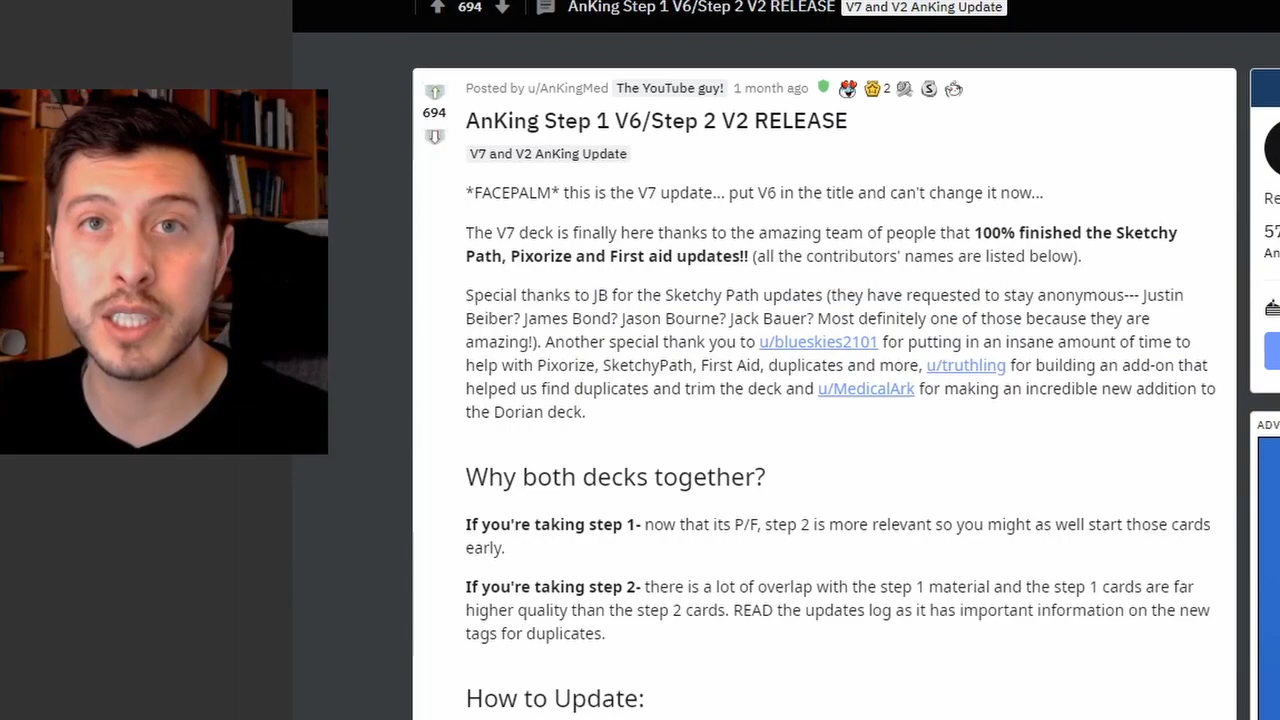 694
AnKing Step 1 V6/Step 2 V2 RELEASE
V7 and V2 AnKing Update
Posted by u/AnKingMed The YouTube guy! 1 month ago 2
694
AnKing Step 1 V6/Step 2 V2 RELEASE
V7 and V2 AnKing Update
*FACEPALM* this is the V7 update... put V6 in the title and can't change it now...
The V7 deck is finally here thanks to the amazing team of people that 100% finished the Sketchy
Path, Pixorize and First aid updates!! (all the contributors' names are listed below).
Special thanks to JB for the Sketchy Path updates (they have requested to stay anonymous--- Justin
Beiber? James Bond? Jason Bourne? Jack Bauer? Most definitely one of those because they are
amazing!). Another special thank you to u/blueskies2101 for putting in an insane amount of time to
help with Pixorize, SketchyPath, First Aid, duplicates and more, u/truthling for building an add-on that
helped us find duplicates and trim the deck and u/MedicalArk for making an incredible new addition to
the Dorian deck.
Why both decks together?
If you're taking step 1- now that its P/F, step 2 is more relevant so you might as well start those cards
early.
If you're taking step 2- there is a lot of overlap with the step 1 material and the step 1 cards are far
higher quality than the step 2 cards. READ the updates log as it has important information on the new
tags for duplicates.
How to Update:
Re
57
An
ADV